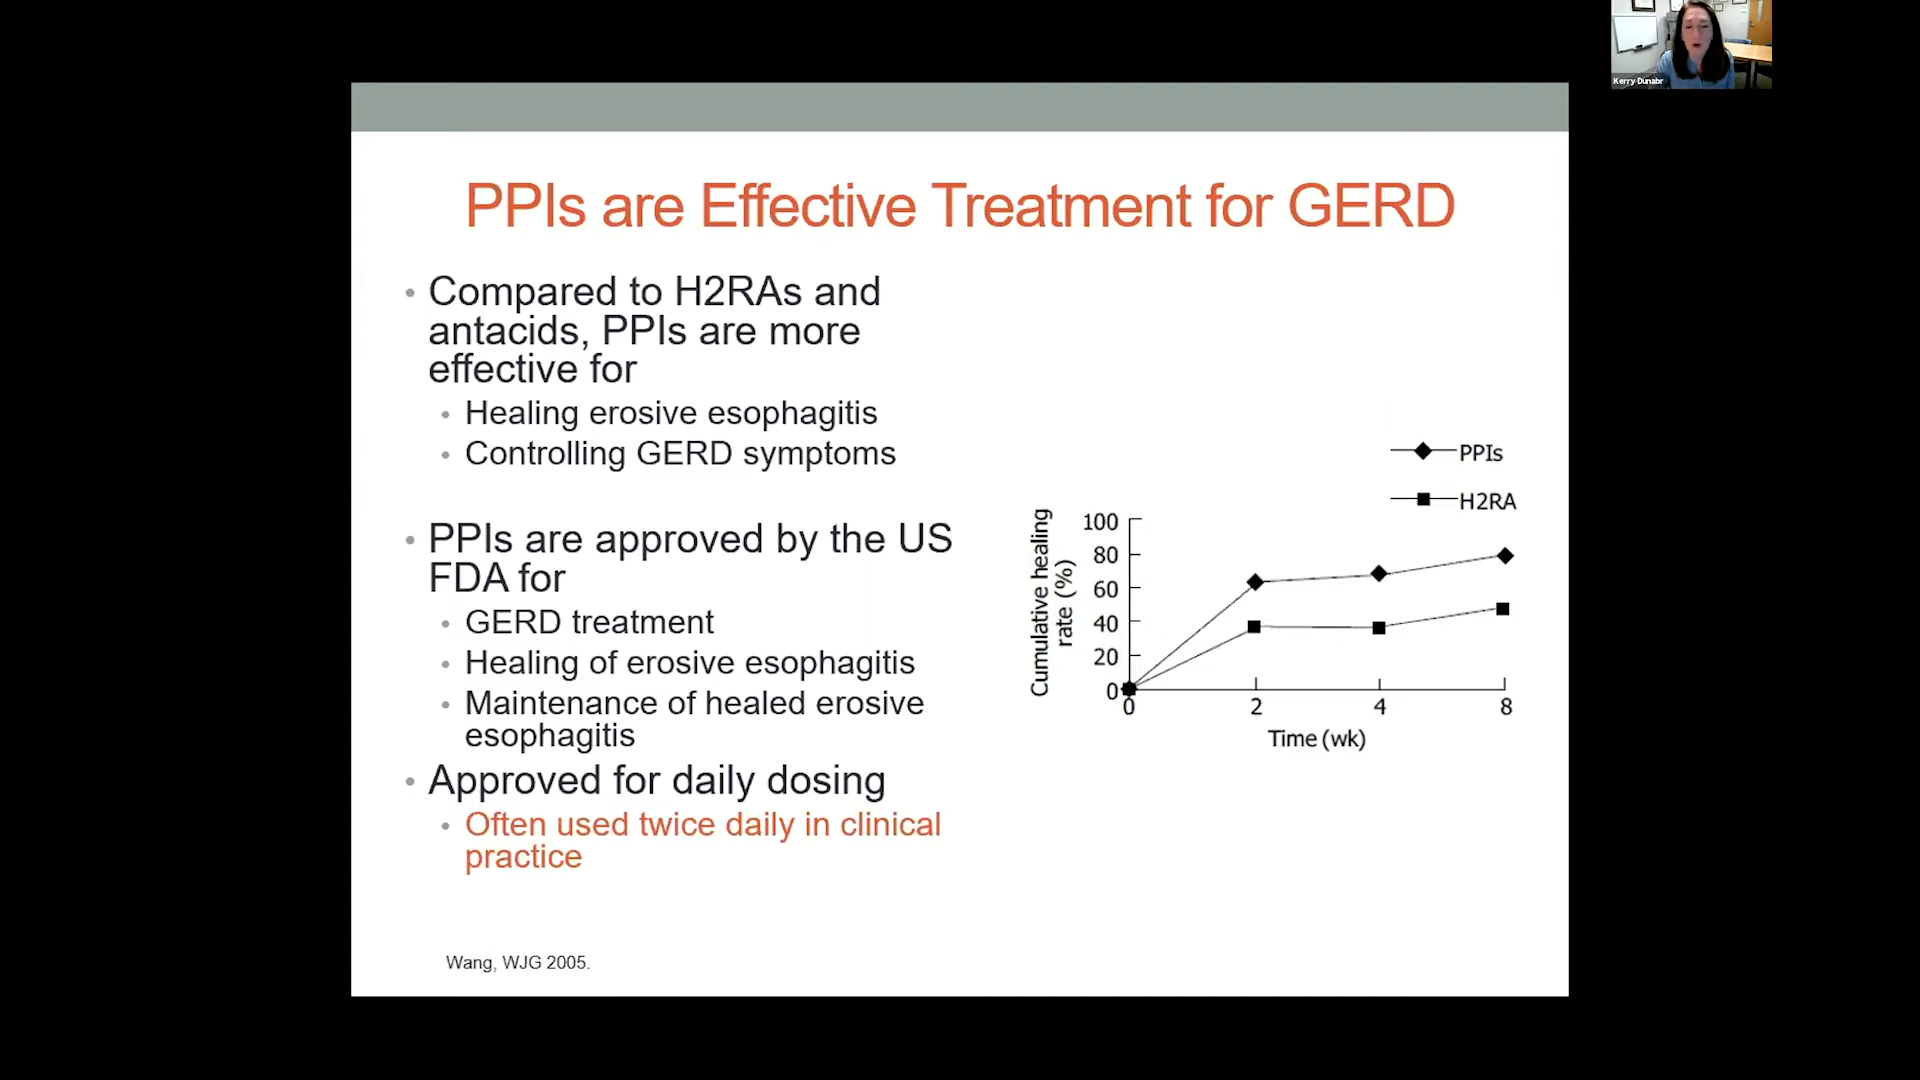 Kerry Dunabr
PPIs are Effective Treatment for GERD
• Compared to H2RAs and
antacids, PPIs are more
effective for
• Healing erosive esophagitis
• Controlling GERD symptoms
• PPIs are approved by the US
FDA for
• GERD treatment
• Healing of erosive esophagitis
• Maintenance of healed erosive
esophagitis
• Approved for daily dosing
• Often used twice daily in clinical
practice
Wang, WJG 2005.
PPIs
H2RA
Cumulative healing
rate (%)
100
80
60
40
20
0
0 2 4 8
Time (wk)